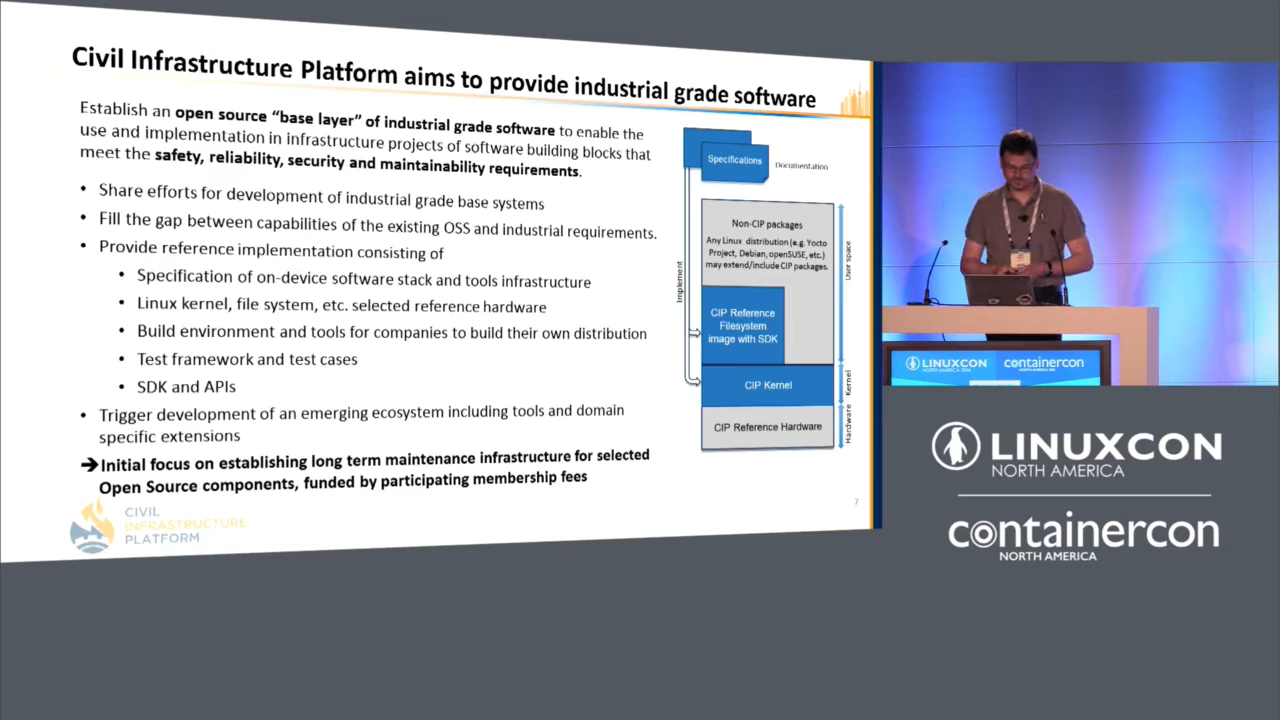 Civil Infrastructure Platform aims to provide industrial grade software
Establish an open source “base layer” of industrial grade software to enable the
use and implementation in infrastructure projects of software building blocks that
meet the safety, reliability, security and maintainability requirements.
• Share efforts for development of industrial grade base systems
• Fill the gap between capabilities of the existing OSS and industrial requirements.
• Provide reference implementation consisting of
• Specification of on-device software stack and tools infrastructure
• Linux kernel, file system, etc. selected reference hardware
• Build environment and tools for companies to build their own distribution
• Test framework and test cases
• SDK and APIs
• Trigger development of an emerging ecosystem including tools and domain
specific extensions
➔Initial focus on establishing long term maintenance infrastructure for selected
Open Source components, funded by participating membership fees
CIVIL
INFRASTRUCTURE
PLATFORM
Specifications
Documentation
Implement
Non-CIP packages
Any Linux distribution (e.g. Yocto
Project, Debian, openSUSE, etc.)
may extend/include CIP packages.
CIP Reference
Filesystem
image with SDK
CIP Kernel
CIP Reference Hardware
User space
Kernel
Hardware
7
LINUXCON
NORTH AMERICA 2016
containercon
NORTH AMERICA 2016
LINUXCON
NORTH AMERICA
containercon
NORTH AMERICA